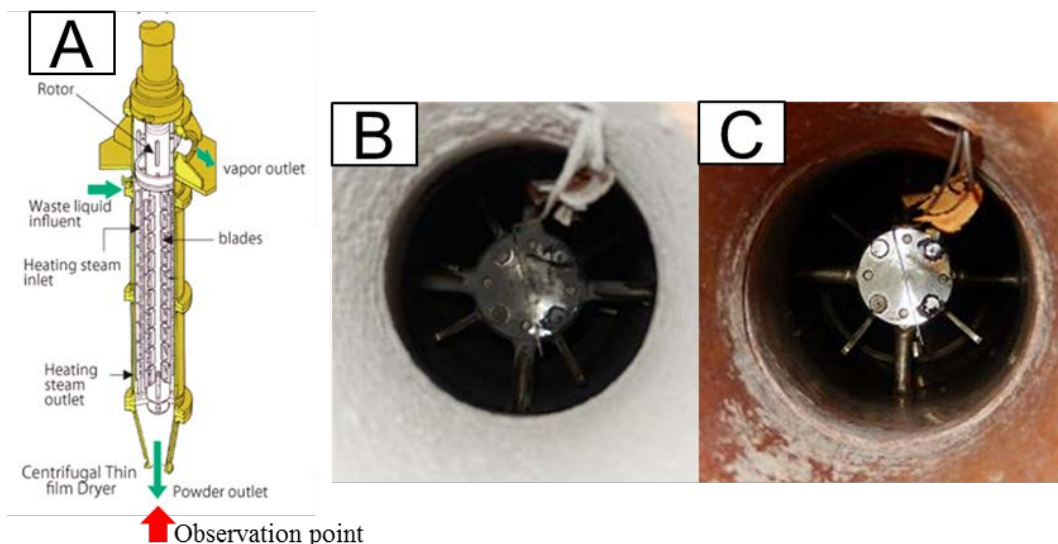 A
Rotor
vapor outlet
Waste liquid
influent
blades
Heating steam
inlet
Heating
steam
outlet
Centrifugal Thin
film Dryer
Powder outlet
Observation point
B
C